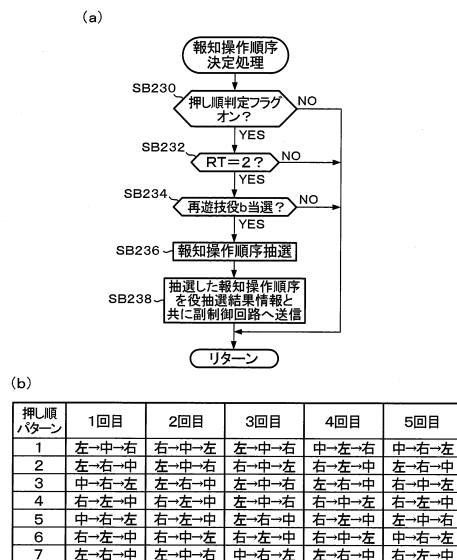 (a)
報知操作順序
決定処理
SB230
押し順判定フラグ
オン?
NO
YES
SB232
RT=2?
NO
YES
SB234
再遊技役b当選?
NO
YES
SB236
報知操作順序抽選
SB238
抽選した報知操作順序
を役抽選結果情報と
共に副制御回路へ送信
リターン
(b)
押し順パターン 1回目 2回目 3回目 4回目 5回目
1 左→中→右 右→中→左 左→中→右 中→左→右 中→右→左
2 左→右→中 左→中→右 右→中→左 右→左→中 左→右→中
3 中→右→左 左→右→中 左→中→右 左→右→中 右→中→左
4 右→左→中 右→左→中 左→中→右 右→中→左 右→左→中
5 中→右→左 右→左→中 左→右→中 右→左→中 左→中→右
6 右→左→中 右→中→左 右→左→中 右→中→左 中→右→左
7 左→右→中 左→中→右 中→右→左 左→右→中 右→左→中